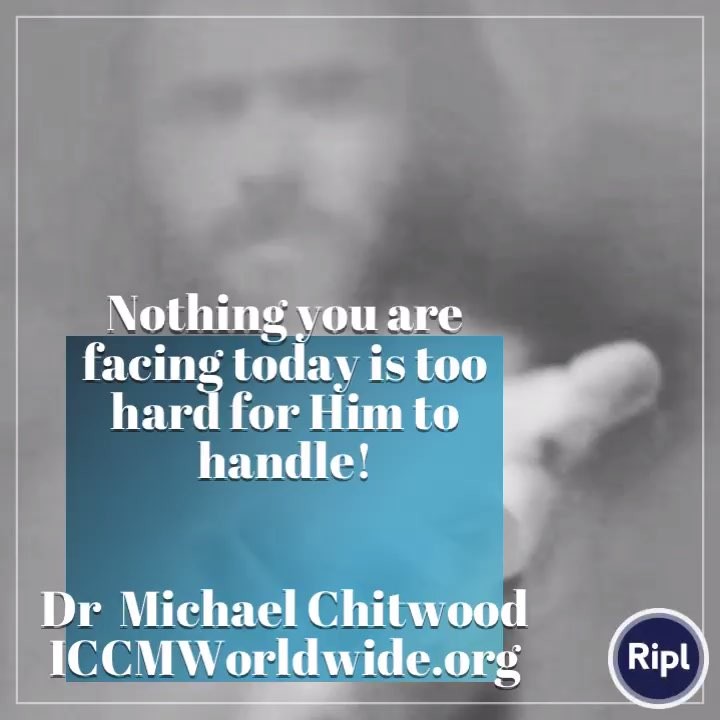 Nothing you are
facing today is too
hard for Him to
handle!
Dr Michael Chitwood
ICCMWorldwide.org
Ripl